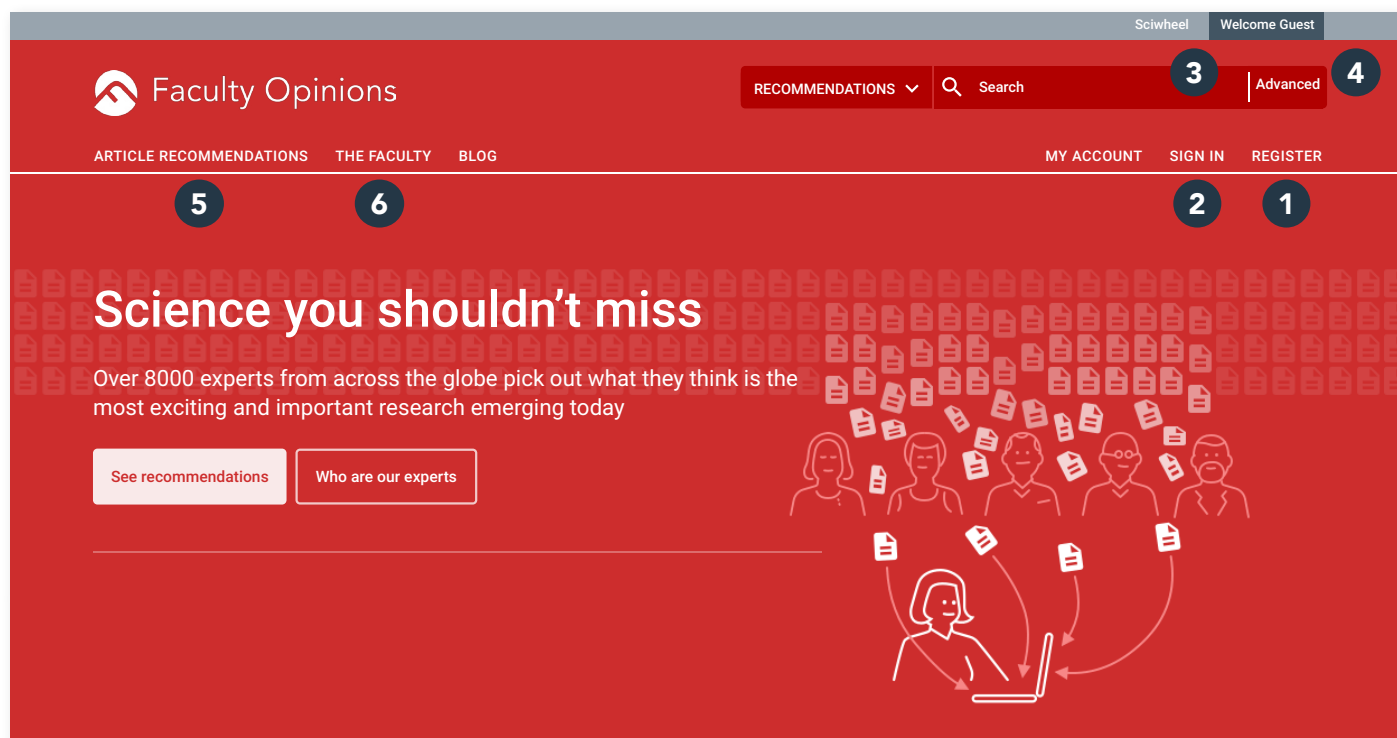 Sciwheel Welcome Guest
Faculty Opinions
RECOMMENDATIONS Search 3 Advanced 4
ARTICLE RECOMMENDATIONS THE FACULTY BLOG MY ACCOUNT SIGN IN REGISTER
5 6 2 1
Science you shouldn't miss
Over 8000 experts from across the globe pick out what they think is the
most exciting and important research emerging today
See recommendations Who are our experts